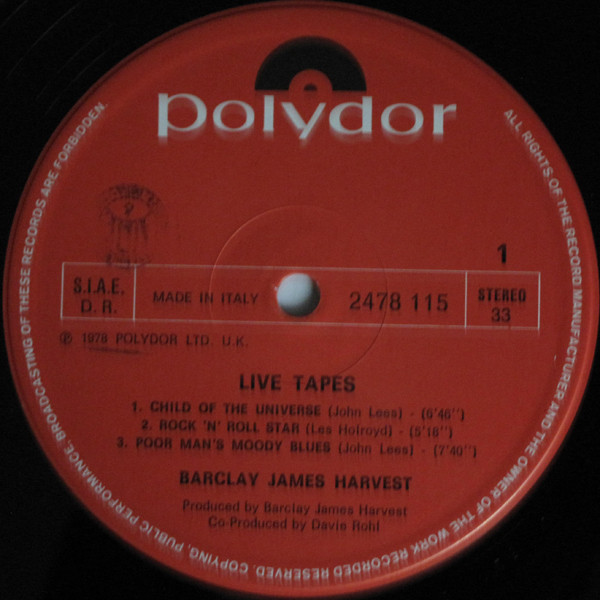 polydor
S.I.A.E.
D. R.
MADE IN ITALY
2478 115
1
STEREO
33
℗ 1978 POLYDOR LTD. U.K.
LIVE TAPES
1. CHILD OF THE UNIVERSE (John Lees) - (6'46'')
2. ROCK 'N' ROLL STAR (Les Holroyd) - (5'18'')
3. POOR MAN'S MOODY BLUES (John Lees) - (7'40'')
BARCLAY JAMES HARVEST
Produced by Barclay James Harvest
Co-Produced by Davie Rohl
ALL RIGHTS OF THE RECORD MANUFACTURER AND THE OWNER OF THE WORK RECORDED RESERVED. COPYING, PUBLIC PERFORMANCE, BROADCASTING OF THESE RECORDS ARE FORBIDDEN.